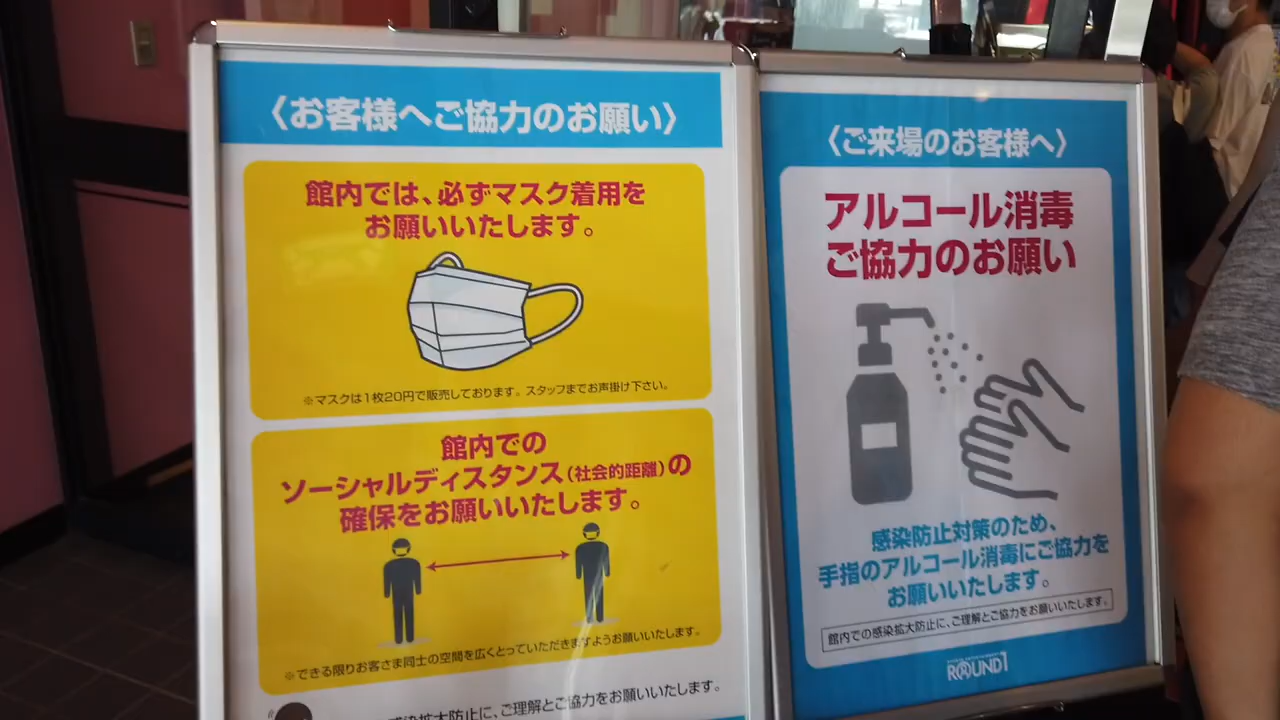 〈お客様へご協力のお願い〉
館内では、必ずマスク着用を
お願いいたします。
※マスクは1枚20円で販売しております。スタッフまでお声掛け下さい。
館内での
ソーシャルディスタンス(社会的距離)の
確保をお願いいたします。
※できる限りお客さま同士の空間を広くとっていただきますようお願いいたします。
感染拡大防止に、ご理解とご協力をお願いいたします。
〈ご来場のお客様へ〉
アルコール消毒
ご協力のお願い
感染防止対策のため、
手指のアルコール消毒にご協力を
お願いいたします。
館内での感染拡大防止に、ご理解とご協力をお願いいたします。
ROUND1